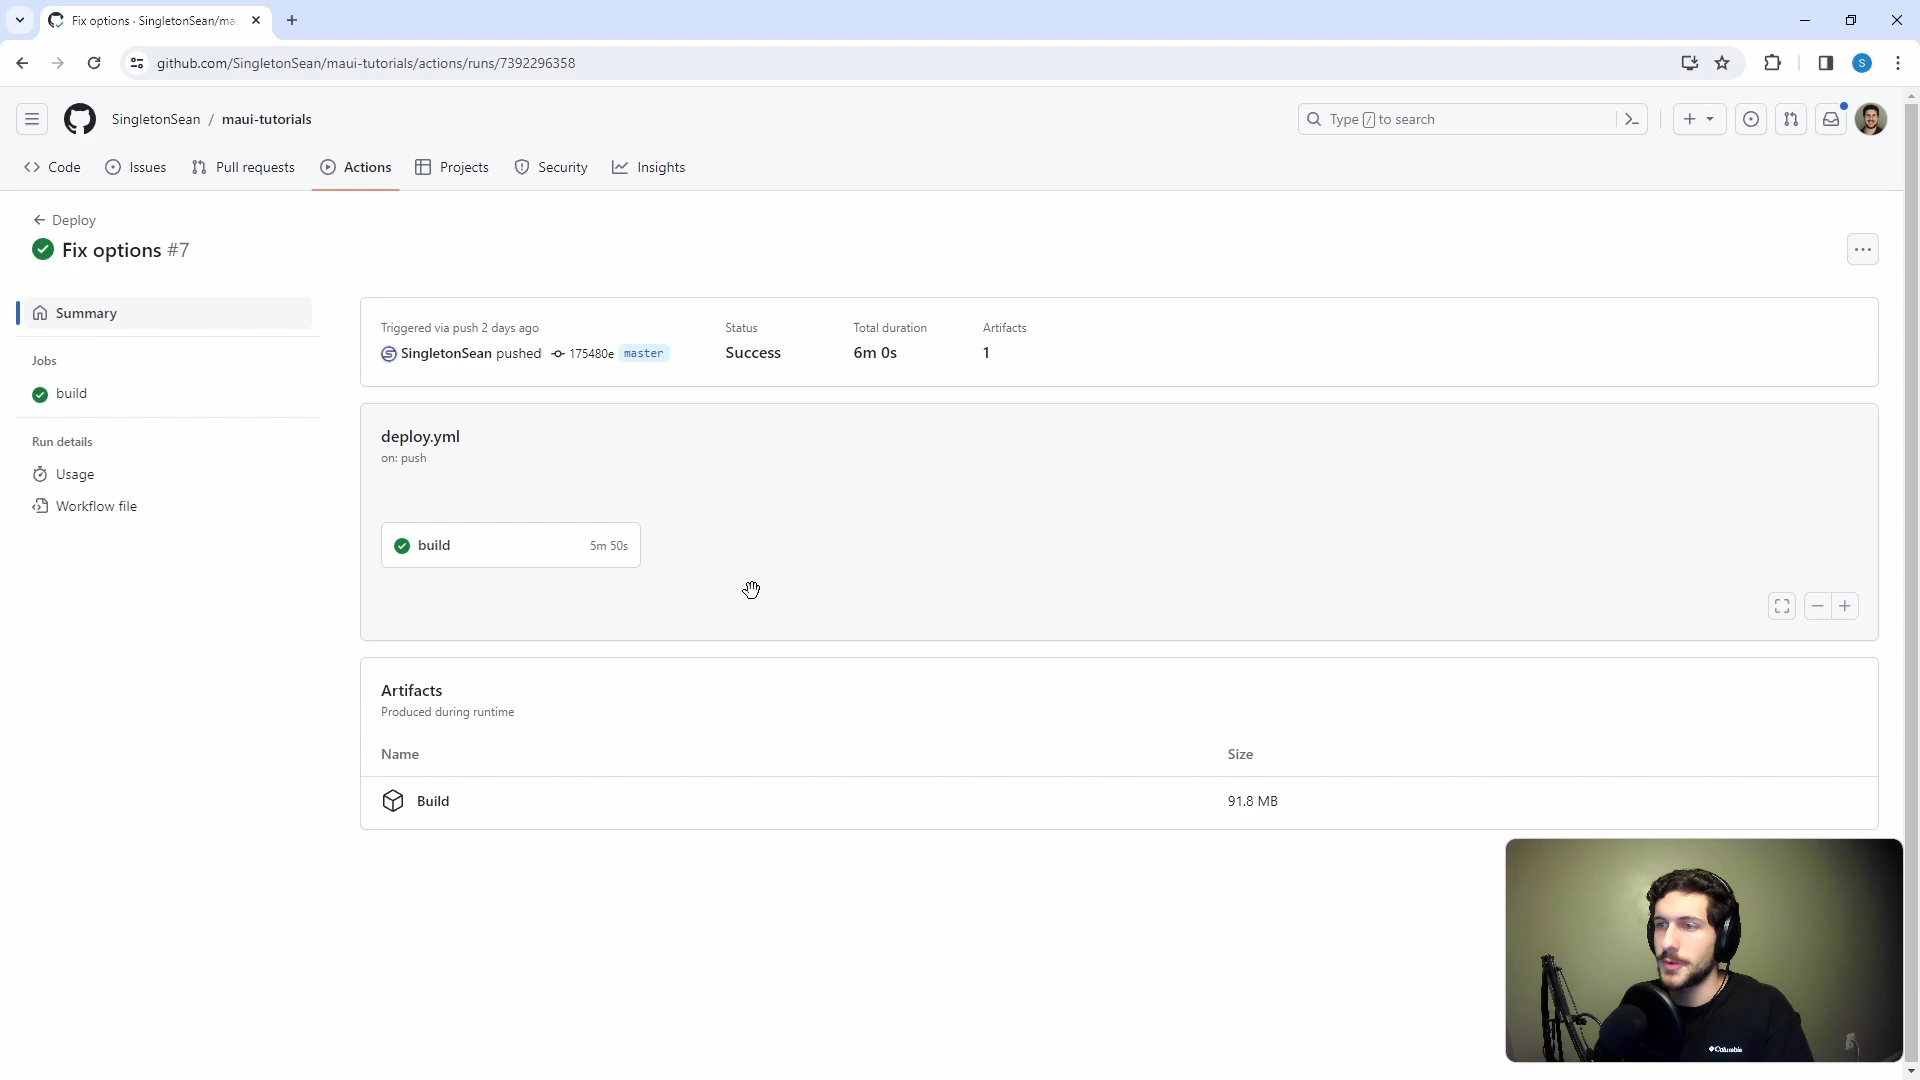 Fix options · SingletonSean/mau
github.com/SingletonSean/maui-tutorials/actions/runs/7392296358
S
SingletonSean / maui-tutorials
Type / to search
Code
Issues
Pull requests
Actions
Projects
Security
Insights
Deploy
Fix options #7
Summary
Jobs
build
Run details
Usage
Workflow file
Triggered via push 2 days ago
Status
Total duration
Artifacts
SingletonSean pushed 175480e master
Success
6m 0s
1
deploy.yml
on: push
build
5m 50s
Artifacts
Produced during runtime
Name
Size
Build
91.8 MB
Columbia